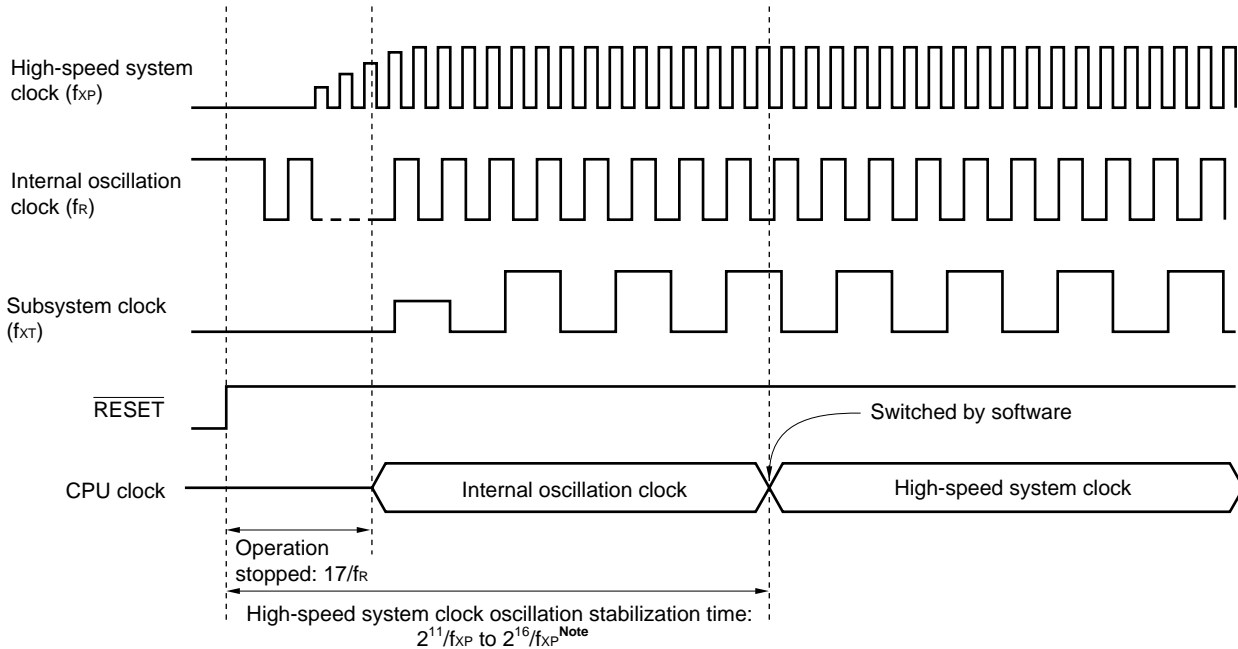 High-speed system
clock (fXP)
Internal oscillation
clock (fR)
Subsystem clock
(fXT)
RESET
Switched by software
CPU clock
Internal oscillation clock
High-speed system clock
Operation
stopped: 17/fR
High-speed system clock oscillation stabilization time:
2^11/fXP to 2^16/fXP^Note